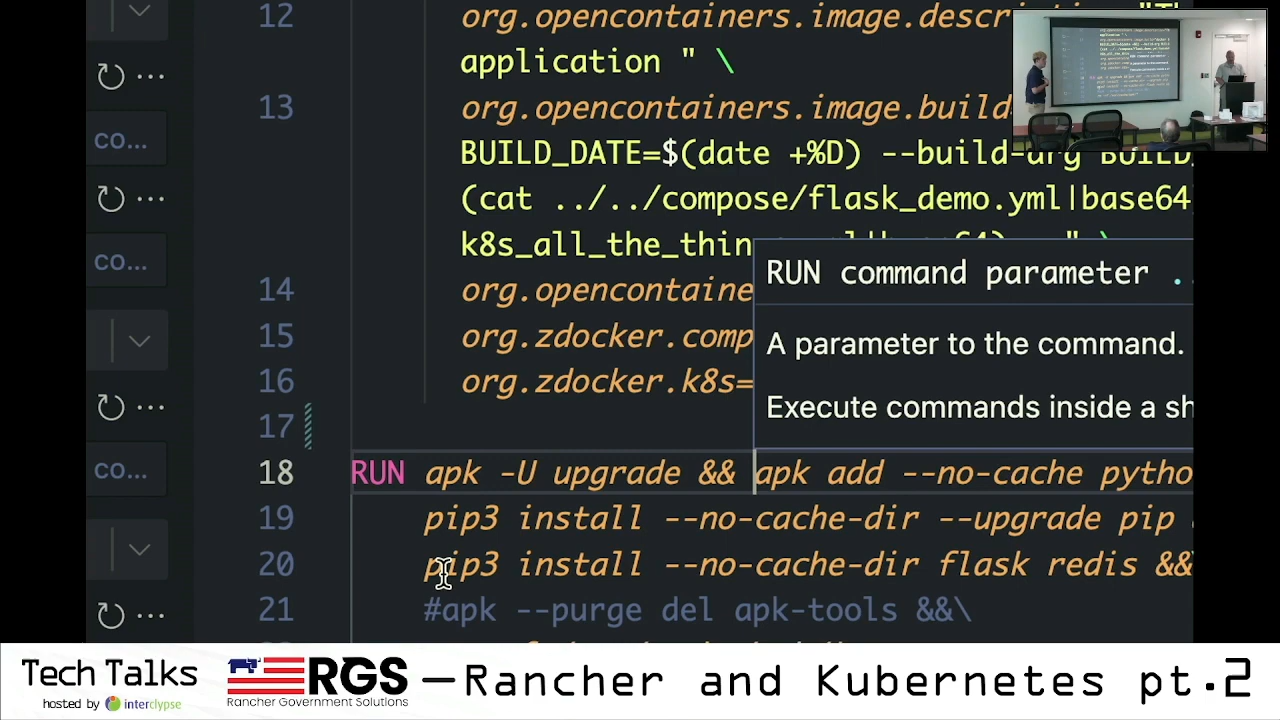 12 org.opencontainers.image.descri "T
application " \
13 org.opencontainers.image.build
BUILD_DATE=$(date +%D) --build-arg BUILD
(cat ../../compose/flask_demo.yml|base64
k8s_all_the_thin " \
RUN command parameter ..
14 org.opencontaine
15 org.zdocker.comp
A parameter to the command.
16 org.zdocker.k8s=
Execute commands inside a sh
17
18 RUN apk -U upgrade && apk add --no-cache pytho
19 pip3 install --no-cache-dir --upgrade pip
20 pip3 install --no-cache-dir flask redis &&
21 #apk --purge del apk-tools &&\
co...
co...
co...
Tech Talks
hosted by interclypse
RGS
Rancher Government Solutions
—Rancher and Kubernetes pt.2